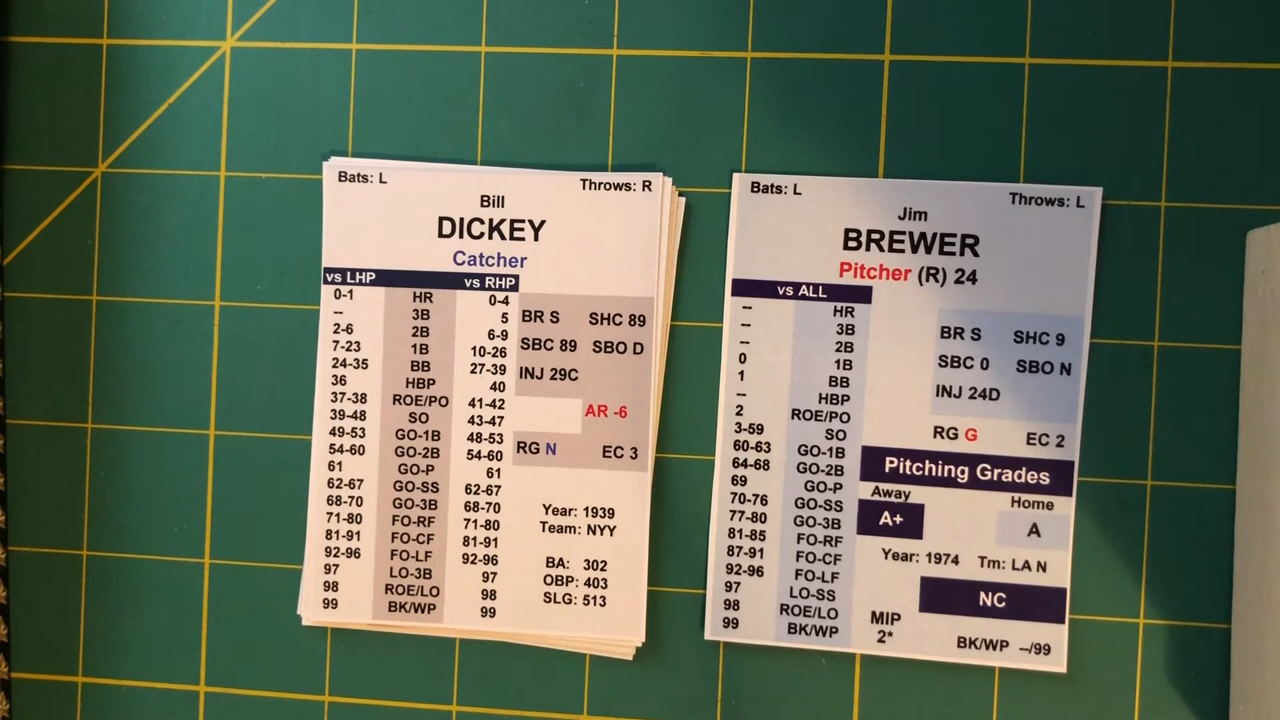 Bats: L Throws: R
Bill
DICKEY
Catcher
vs LHP vs RHP
0-1 HR 0-4
-- 3B 5
2-6 2B 6-9
7-23 1B 10-26
24-35 BB 27-39
36 HBP 40
37-38 ROE/PO 41-42
39-48 SO 43-47
49-53 GO-1B 48-53
54-60 GO-2B 54-60
61 GO-P 61
62-67 GO-SS 62-67
68-70 GO-3B 68-70
71-80 FO-RF 71-80
81-91 FO-CF 81-91
92-96 FO-LF 92-96
97 LO-3B 97
98 ROE/LO 98
99 BK/WP 99
BR S SHC 89
SBC 89 SBO D
INJ 29C
AR -6
RG N EC 3
Year: 1939
Team: NYY
BA: 302
OBP: 403
SLG: 513
Bats: L Throws: L
Jim
BREWER
Pitcher (R) 24
vs ALL
-- HR
-- 3B
-- 2B
0 1B
1 BB
-- HBP
2 ROE/PO
3-59 SO
60-63 GO-1B
64-68 GO-2B
69 GO-P
70-76 GO-SS
77-80 GO-3B
81-85 FO-RF
87-91 FO-CF
92-96 FO-LF
97 LO-SS
98 ROE/LO
99 BK/WP
BR S SHC 9
SBC 0 SBO N
INJ 24D
RG G EC 2
Pitching Grades
Away Home
A+ A
Year: 1974 Tm: LA N
NC
MIP
2*
BK/WP --/99